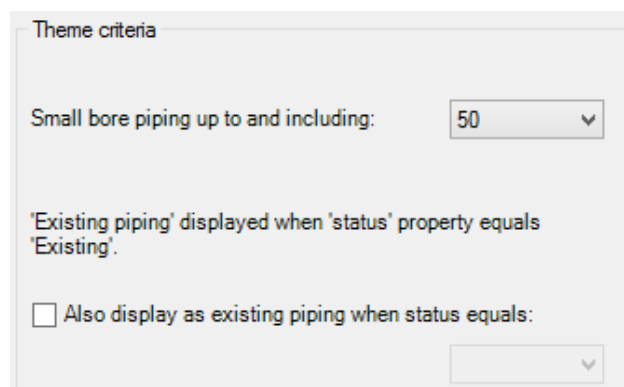 Theme criteria
Small bore piping up to and including:
50
'Existing piping' displayed when 'status' property equals
'Existing'.
Also display as existing piping when status equals: